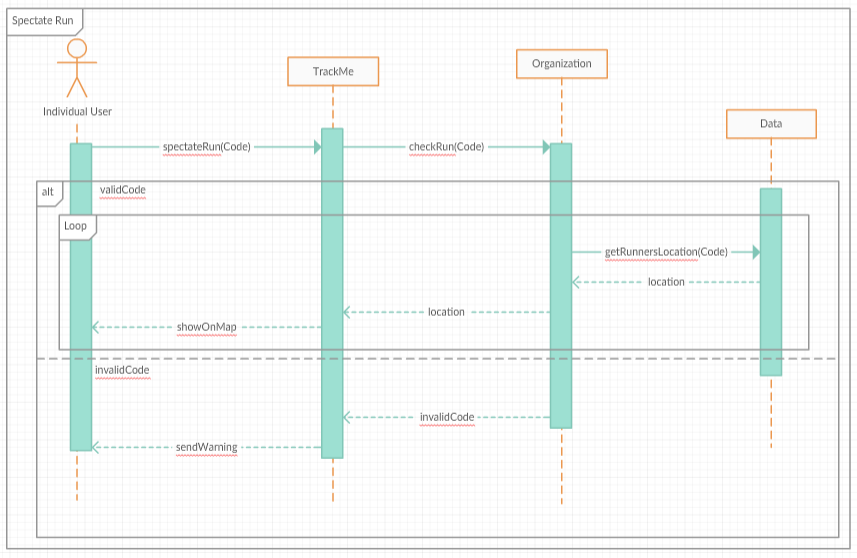 Spectate Run
Individual User
TrackMe
Organization
Data
spectateRun(Code)
checkRun(Code)
alt
validCode
Loop
getRunnersLocation(Code)
location
location
showOnMap
invalidCode
invalidCode
sendWarning